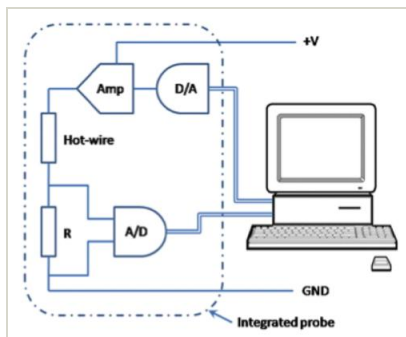 +V
Amp
D/A
Hot-wire
R
A/D
GND
Integrated probe